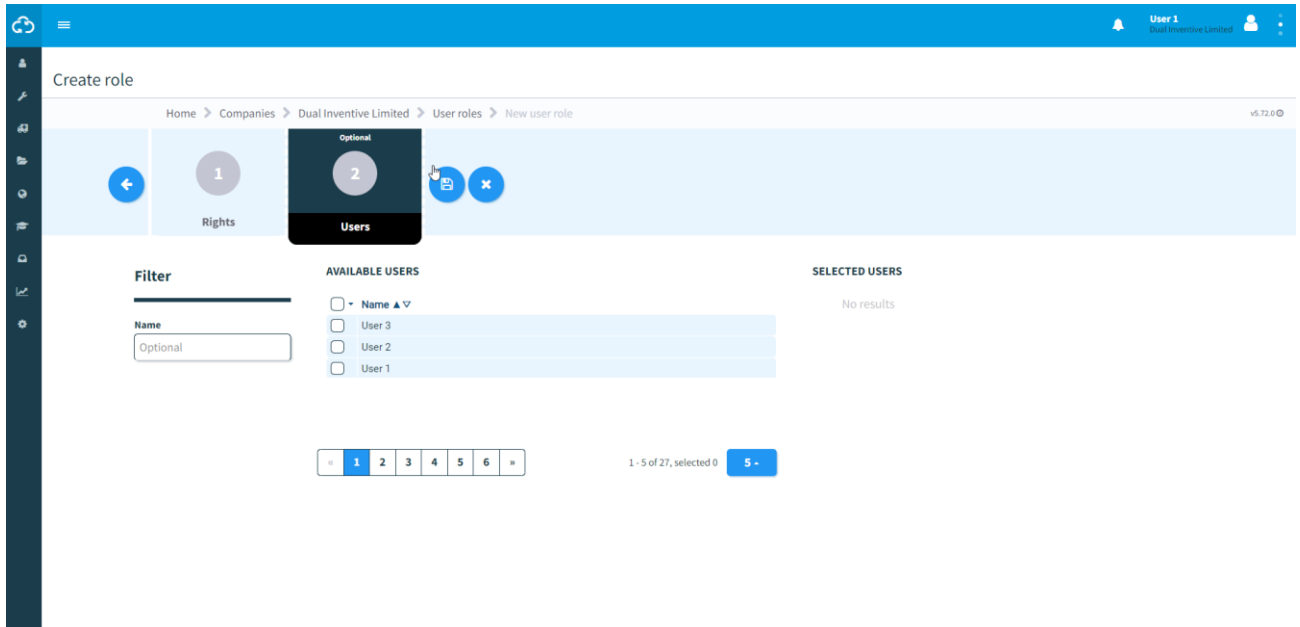 User 1
Dual Inventive Limited
Create role
Home Companies Dual Inventive Limited User roles New user role
v5.72.0
Optional
1
2
Rights
Users
Filter
AVAILABLE USERS
SELECTED USERS
Name
No results
Name
User 3
Optional
User 2
User 1
« 1 2 3 4 5 6 »
1 - 5 of 27, selected 0
5